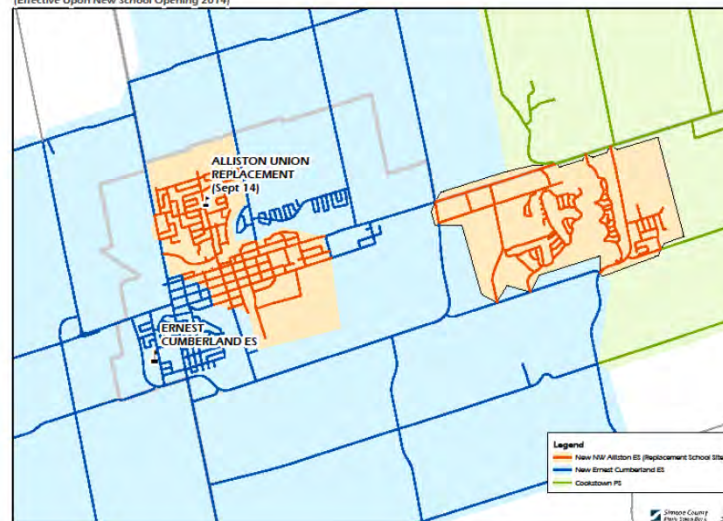 (Effective Upon New School Opening 2014)
ALLISTON UNION
REPLACEMENT
(Sept 14)
ERNEST
CUMBERLAND ES
Legend
New NW Alliston ES (Replacement School Site
New Ernest Cumberland ES
Cookstown PS
Simcoe County